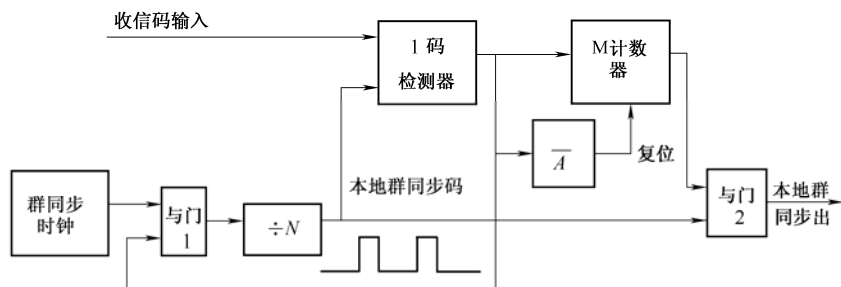 收信码输入
1 码
检测器
M计数
器
A
复位
本地群同步码
群同步
时钟
与门
1
÷N
与门
2
本地群
同步出